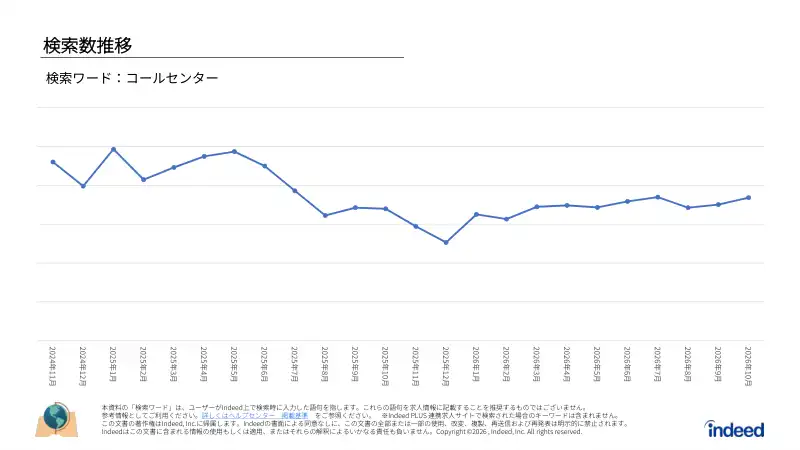 検索数推移
検索ワード：コールセンター
2024年11月
2024年12月
2025年1月
2025年2月
2025年3月
2025年4月
2025年5月
2025年6月
2025年7月
2025年8月
2025年9月
2025年10月
2025年11月
2025年12月
2026年1月
2026年2月
2026年3月
2026年4月
2026年5月
2026年6月
2026年7月
2026年8月
2026年9月
2026年10月
本資料の「検索ワード」は、ユーザーがIndeed上で検索時に入力した語句を指します。これらの語句を求人情報に記載することを推奨するものではございません。
参考情報としてご利用ください。詳しくはヘルプセンター　掲載基準　をご参照ください。　※Indeed PLUS 連携求人サイトで検索された場合のキーワードは含まれません。
この文書の著作権はIndeed, Inc.に帰属します。Indeedの書面による同意なしに、この文書の全部または一部の使用、改変、複製、再送信および再発表は明示的に禁止されます。
Indeedはこの文書に含まれる情報の使用もしくは適用、またはそれらの解釈によるいかなる責任も負いません。Copyright ©2026 , Indeed, Inc. All rights reserved.
indeed